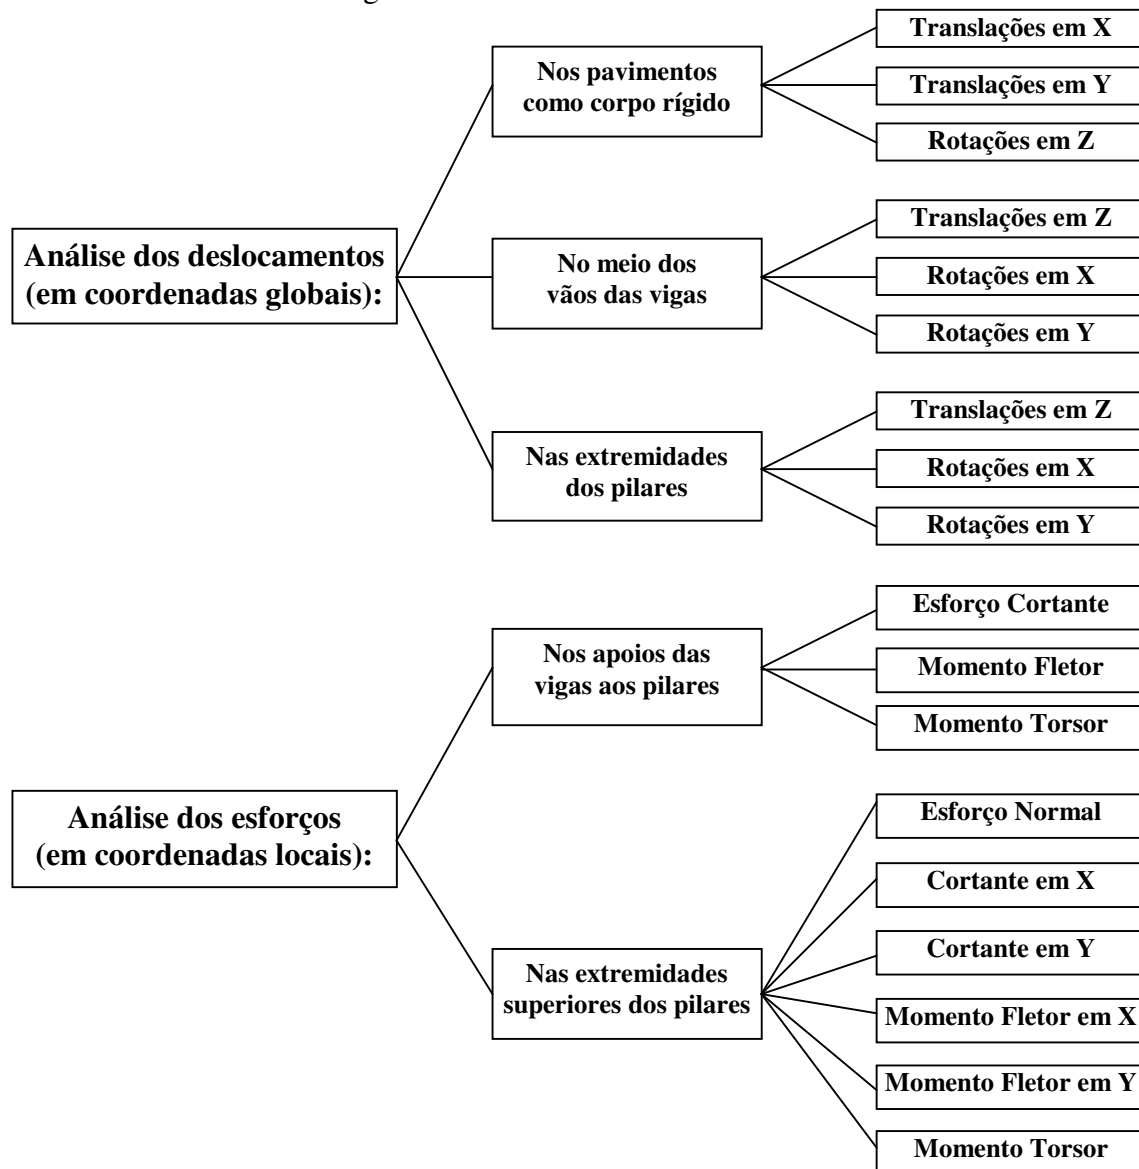 Translações em X
Nos pavimentos
como corpo rígido
Translações em Y
Rotações em Z
Translações em Z
Análise dos deslocamentos
(em coordenadas globais):
No meio dos
vãos das vigas
Rotações em X
Rotações em Y
Translações em Z
Nas extremidades
dos pilares
Rotações em X
Rotações em Y
Esforço Cortante
Nos apoios das
vigas aos pilares
Momento Fletor
Momento Torsor
Análise dos esforços
(em coordenadas locais):
Esforço Normal
Cortante em X
Cortante em Y
Nas extremidades
superiores dos pilares
Momento Fletor em X
Momento Fletor em Y
Momento Torsor